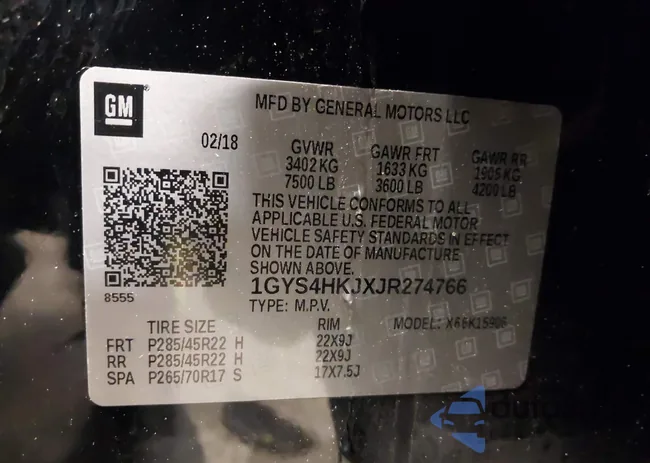 GM
MFD BY GENERAL MOTORS LLC
02/18
GVWR GAWR FRT GAWR RR
3402 KG 1633 KG 1905 KG
7500 LB 3600 LB 4200 LB
THIS VEHICLE CONFORMS TO ALL
APPLICABLE U.S. FEDERAL MOTOR
VEHICLE SAFETY STANDARDS IN EFFECT
ON THE DATE OF MANUFACTURE
SHOWN ABOVE.
8555
1GYS4HKJXJR274766
TYPE: M.P.V. MODEL: X66K15906
TIRE SIZE RIM
FRT P285/45R22 H 22X9J
RR P285/45R22 H 22X9J
SPA P265/70R17 S 17X7.5J